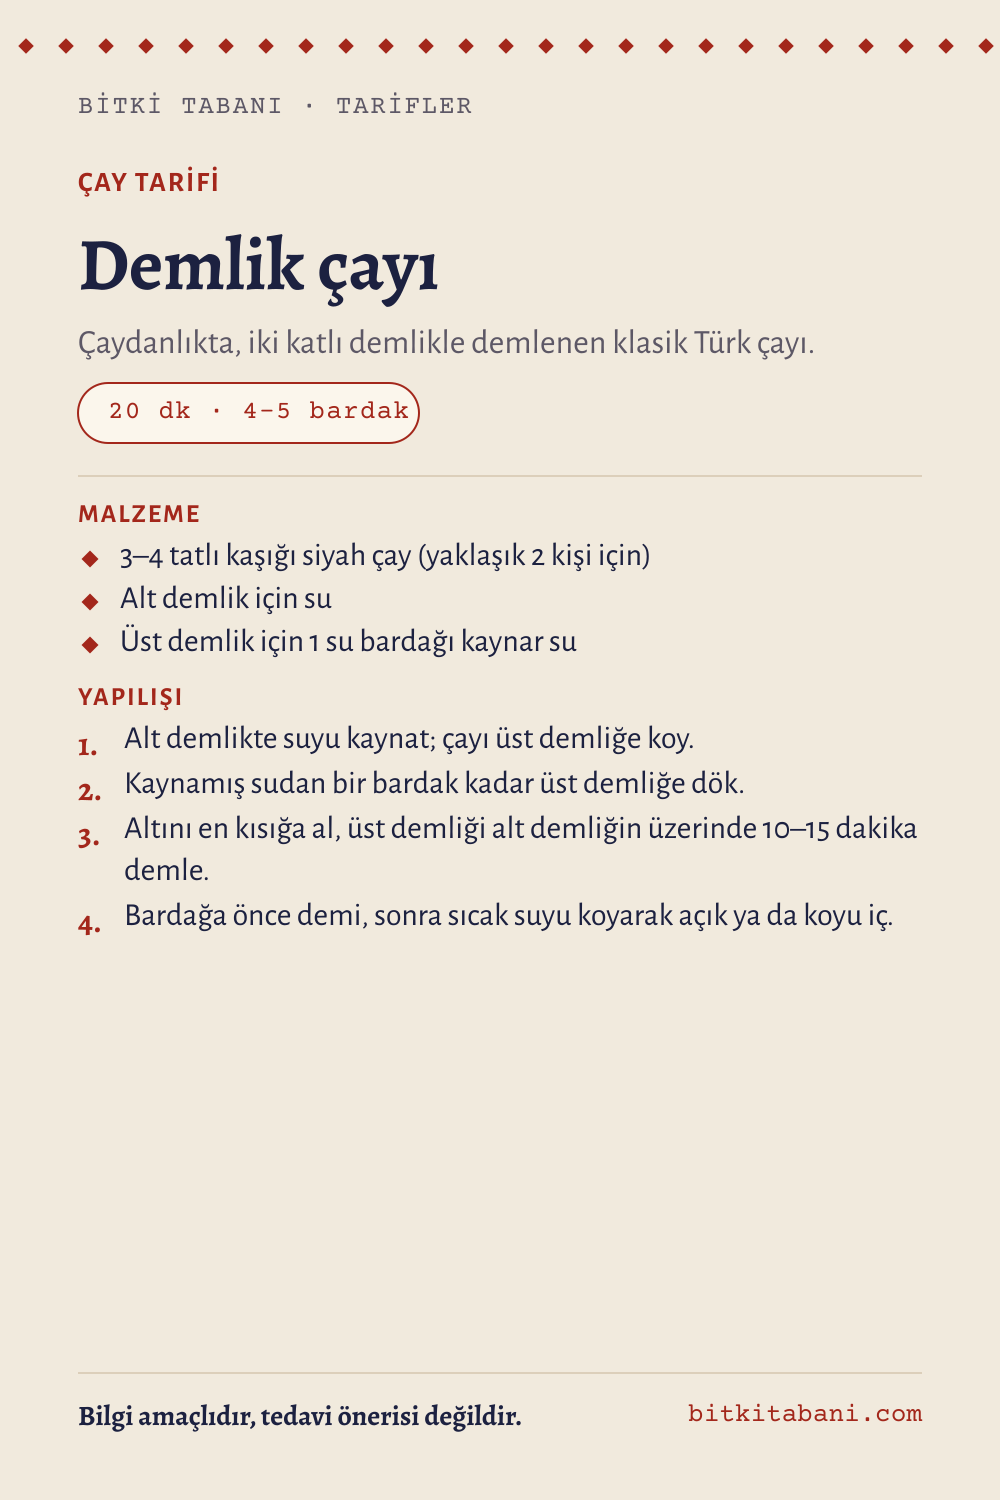 BİTKİ TABANI · TARİFLER
ÇAY TARİFİ
Demlik çayı
Çaydanlıkta, iki katlı demlikle demlenen klasik Türk çayı.
20 dk · 4–5 bardak
MALZEME
◆ 3–4 tatlı kaşığı siyah çay (yaklaşık 2 kişi için)
◆ Alt demlik için su
◆ Üst demlik için 1 su bardağı kaynar su
YAPILIŞI
1. Alt demlikte suyu kaynat; çayı üst demliğe koy.
2. Kaynamış sudan bir bardak kadar üst demliğe dök.
3. Altını en kısığa al, üst demliği alt demliğin üzerinde 10–15 dakika
demle.
4. Bardağa önce demi, sonra sıcak suyu koyarak açık ya da koyu iç.
Bilgi amaçlıdır, tedavi önerisi değildir.
bitkitabani.com